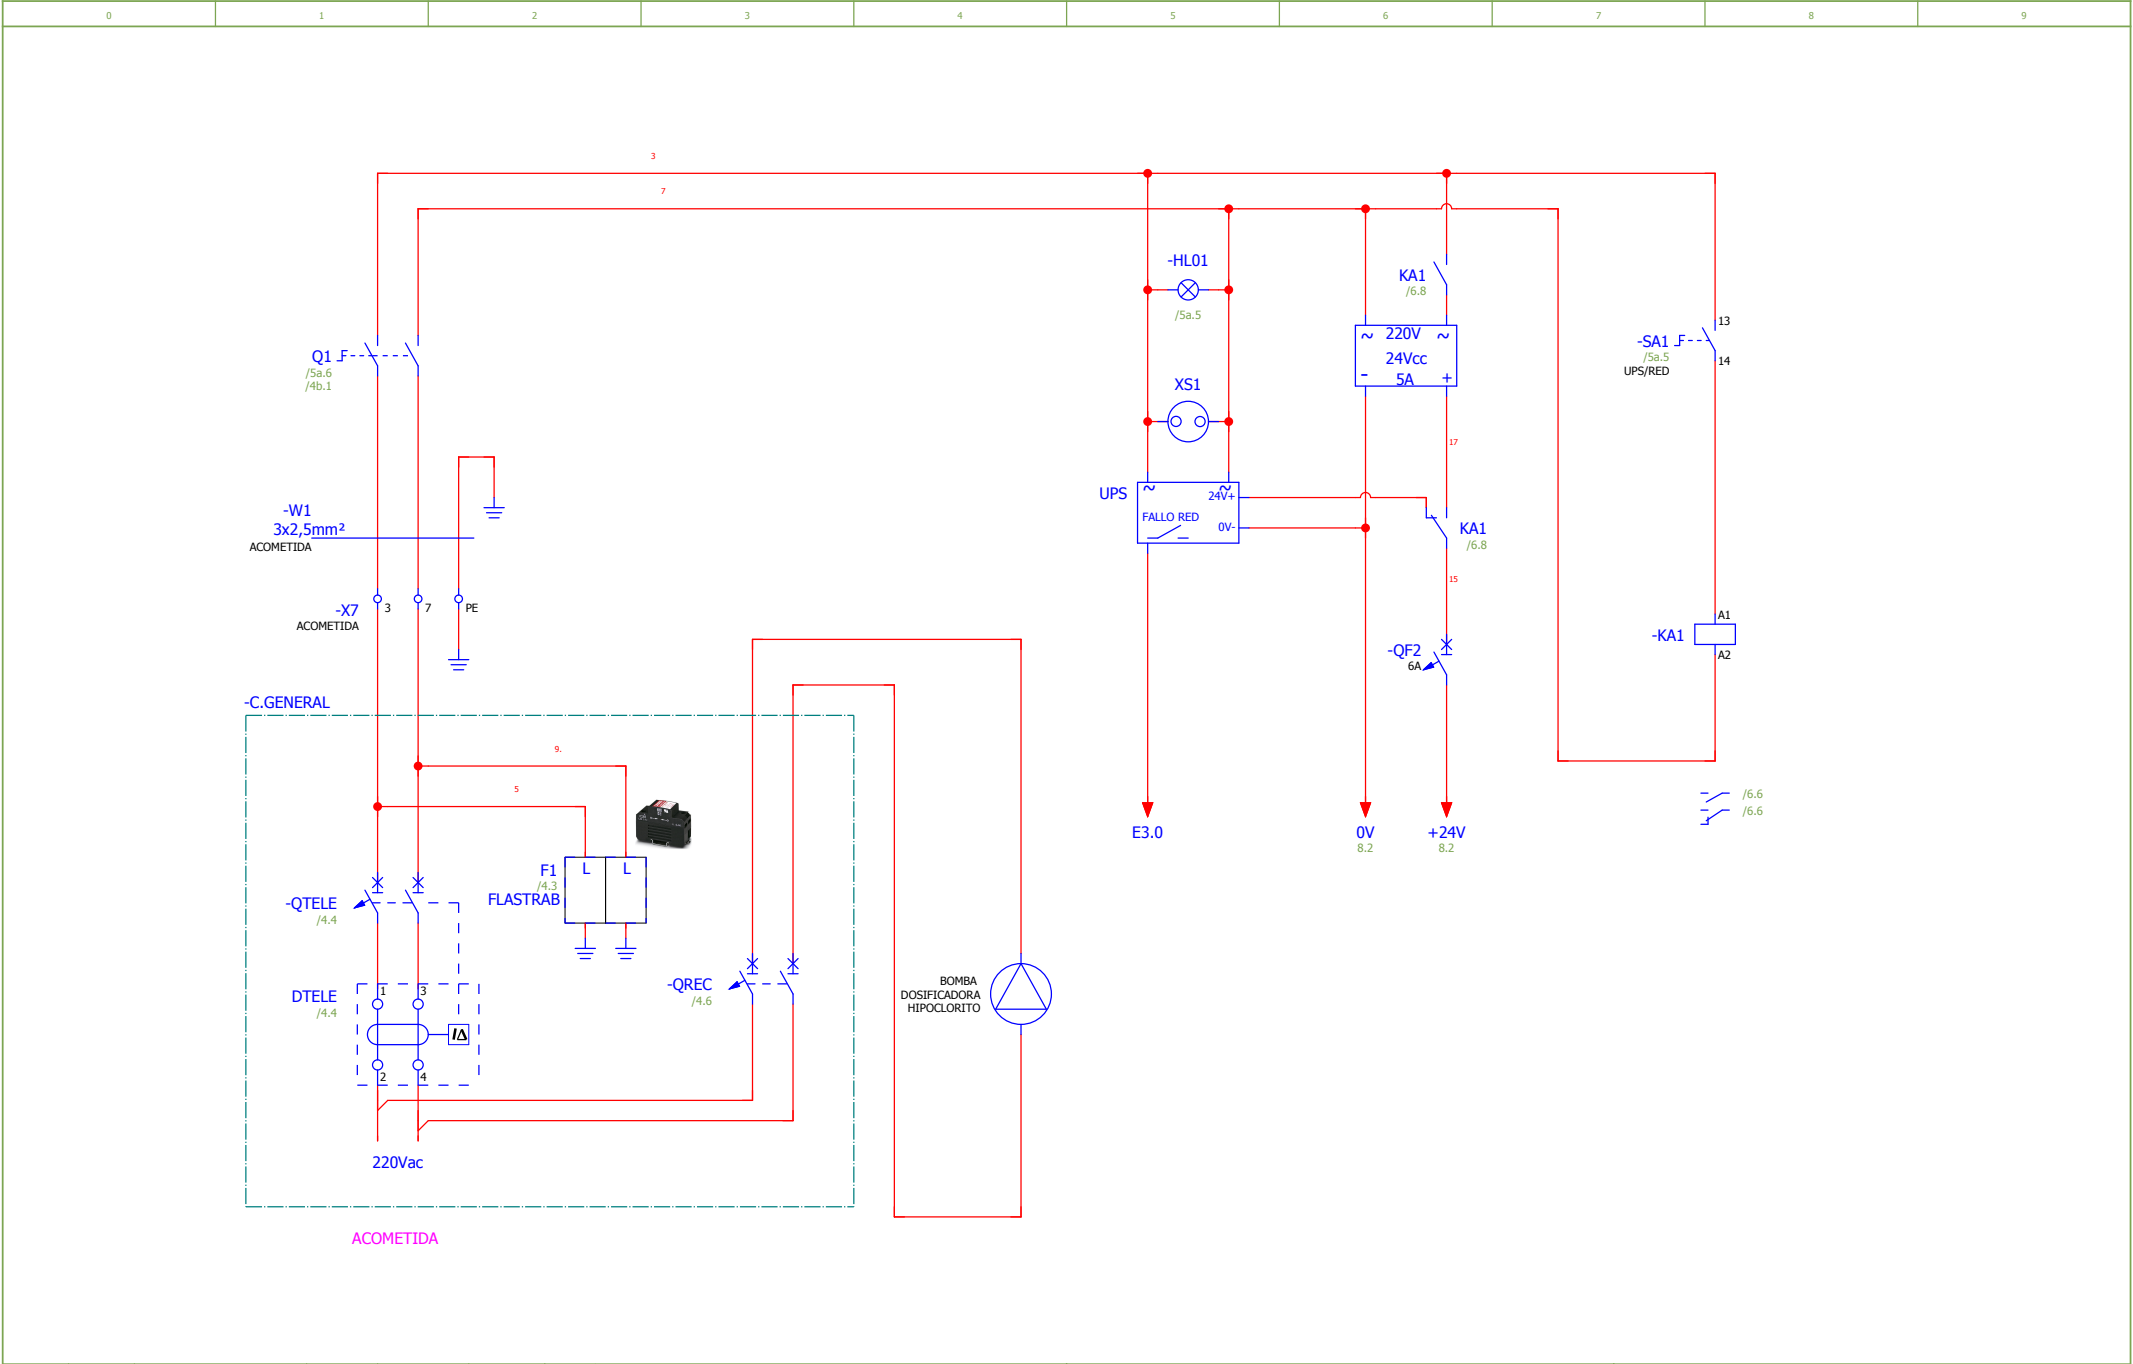 0 1 2 3 4 5 6 7 8 9
3
7
-HL01
/5a.5
KA1
/6.8
220V
24Vcc
5A
~ ~
- +
Q1
/5a.6
/4b.1
13
-SA1
/5a.5
14
UPS/RED
XS1
17
UPS
~ ~
24V+
FALLO RED
0V-
-W1
3x2,5mm²
ACOMETIDA
KA1
/6.8
15
-X7
ACOMETIDA
3 7 PE
A1
-KA1
A2
-QF2
6A
-C.GENERAL
9.
5
/6.6
/6.6
E3.0
0V
8.2
+24V
8.2
F1
/4.3
FLASTRAB
L L
-QTELE
/4.4
-QREC
/4.6
BOMBA
DOSIFICADORA
HIPOCLORITO
DTELE
/4.4
1 3
IΔ
2 4
220Vac
ACOMETIDA